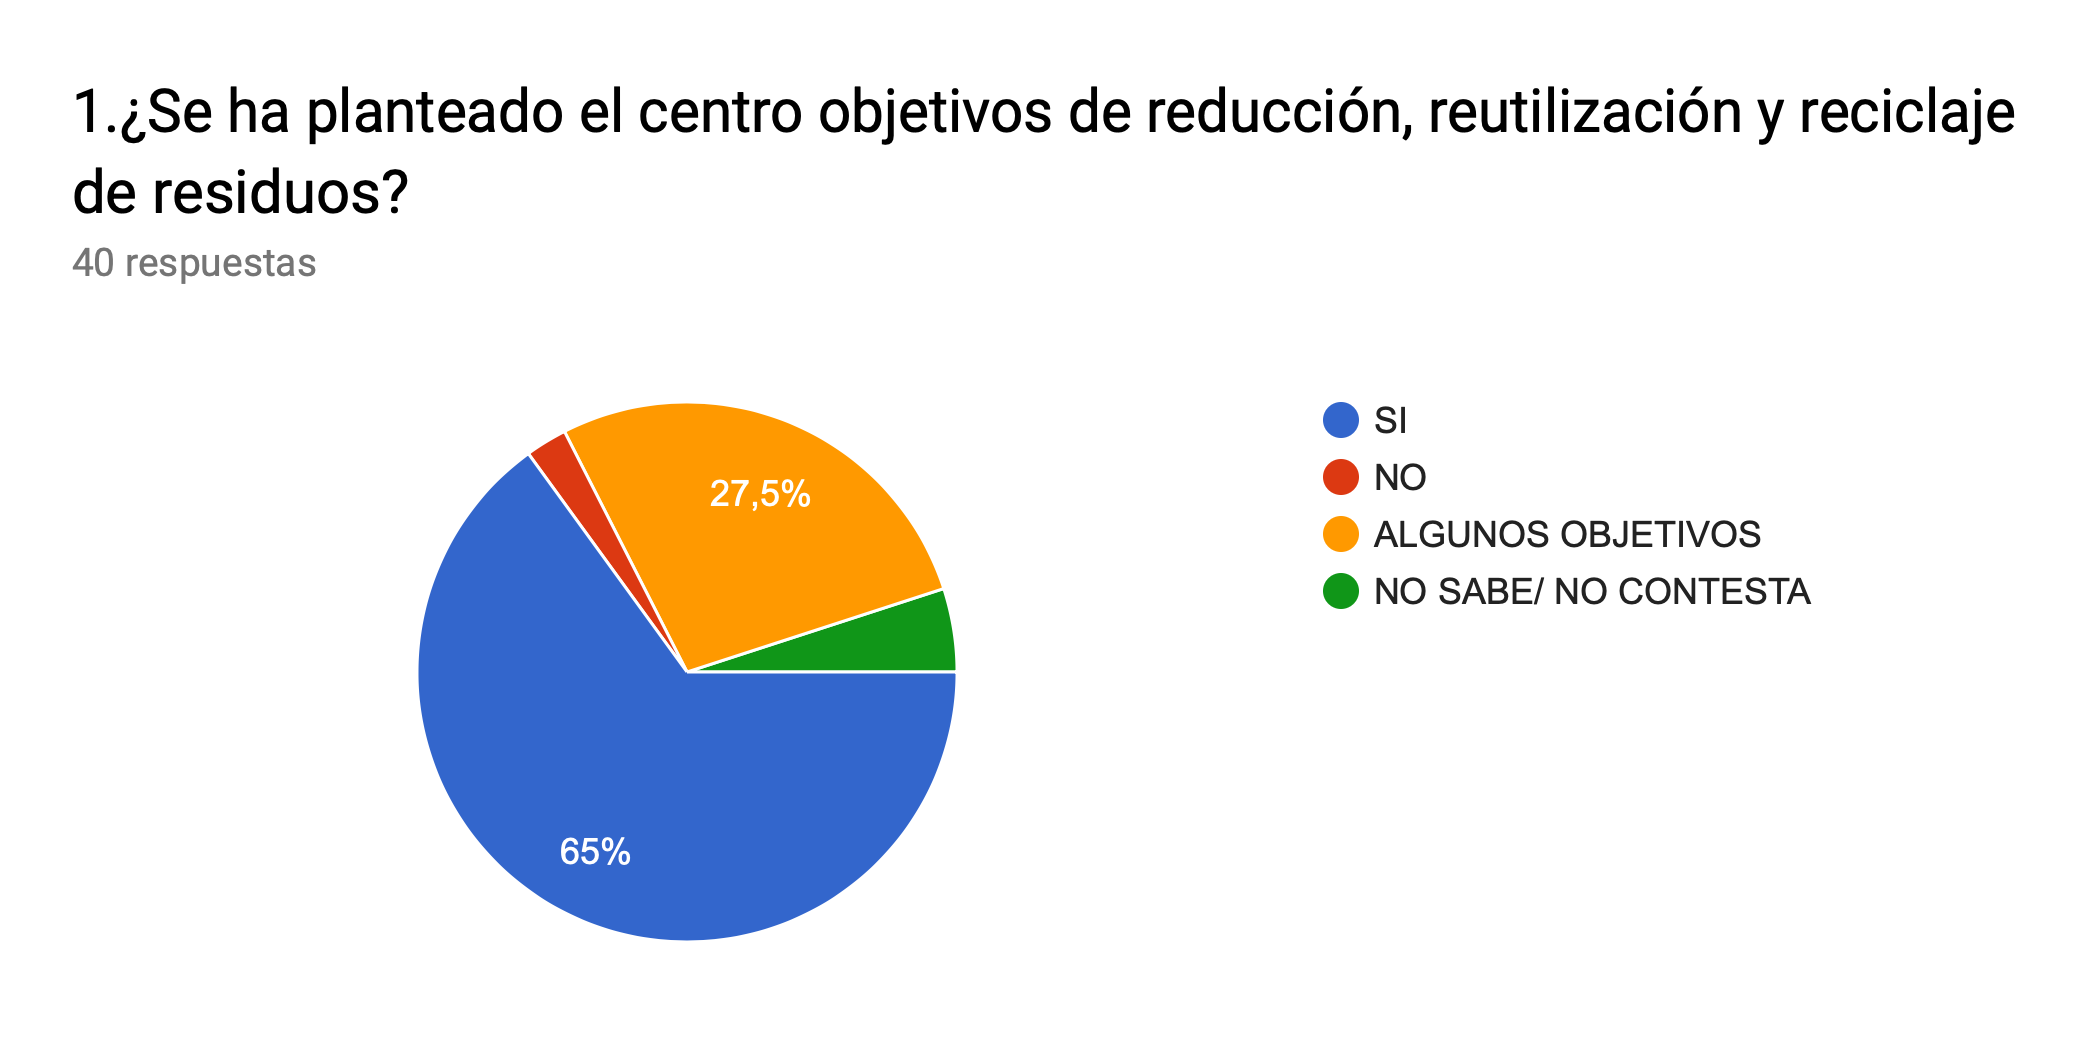 1.¿Se ha planteado el centro objetivos de reducción, reutilización y reciclaje
de residuos?
40 respuestas
SI
NO
ALGUNOS OBJETIVOS
NO SABE/ NO CONTESTA
27,5%
65%